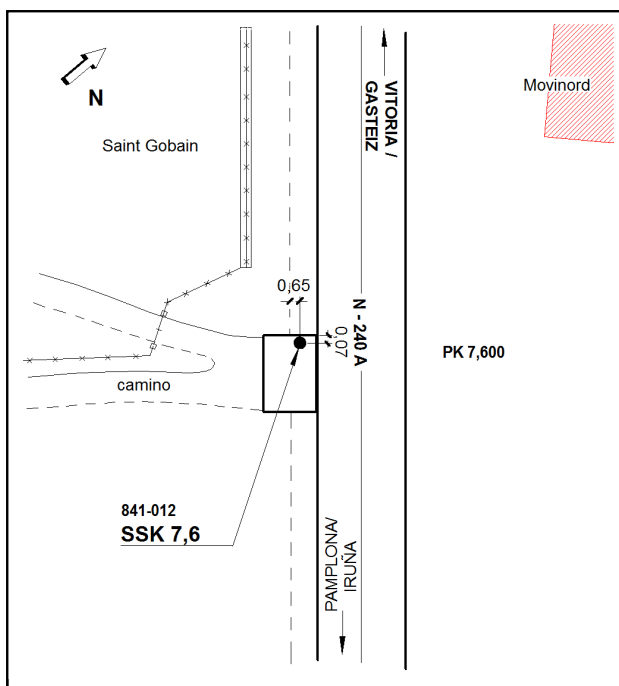 N
Saint Gobain
VITORIA /
GASTEIZ
Movinord
0,65
N - 240 A
0,07
PK 7,600
camino
841-012
SSK 7,6
PAMPLONA/
IRUÑA